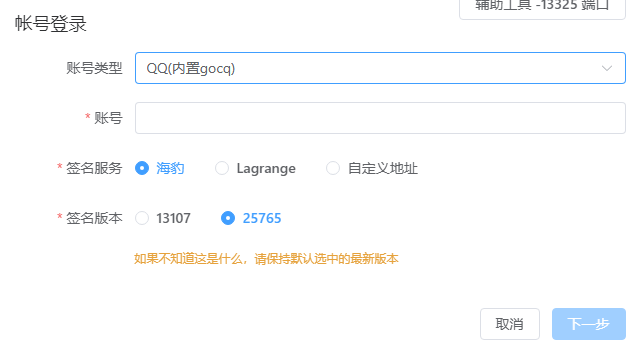 辅助工具 -13325 端口
帐号登录
账号类型 QQ(内置gocq)
* 账号
* 签名服务 海豹 Lagrange 自定义地址
* 签名版本 13107 25765
如果不知道这是什么，请保持默认选中的最新版本
取消 下一步